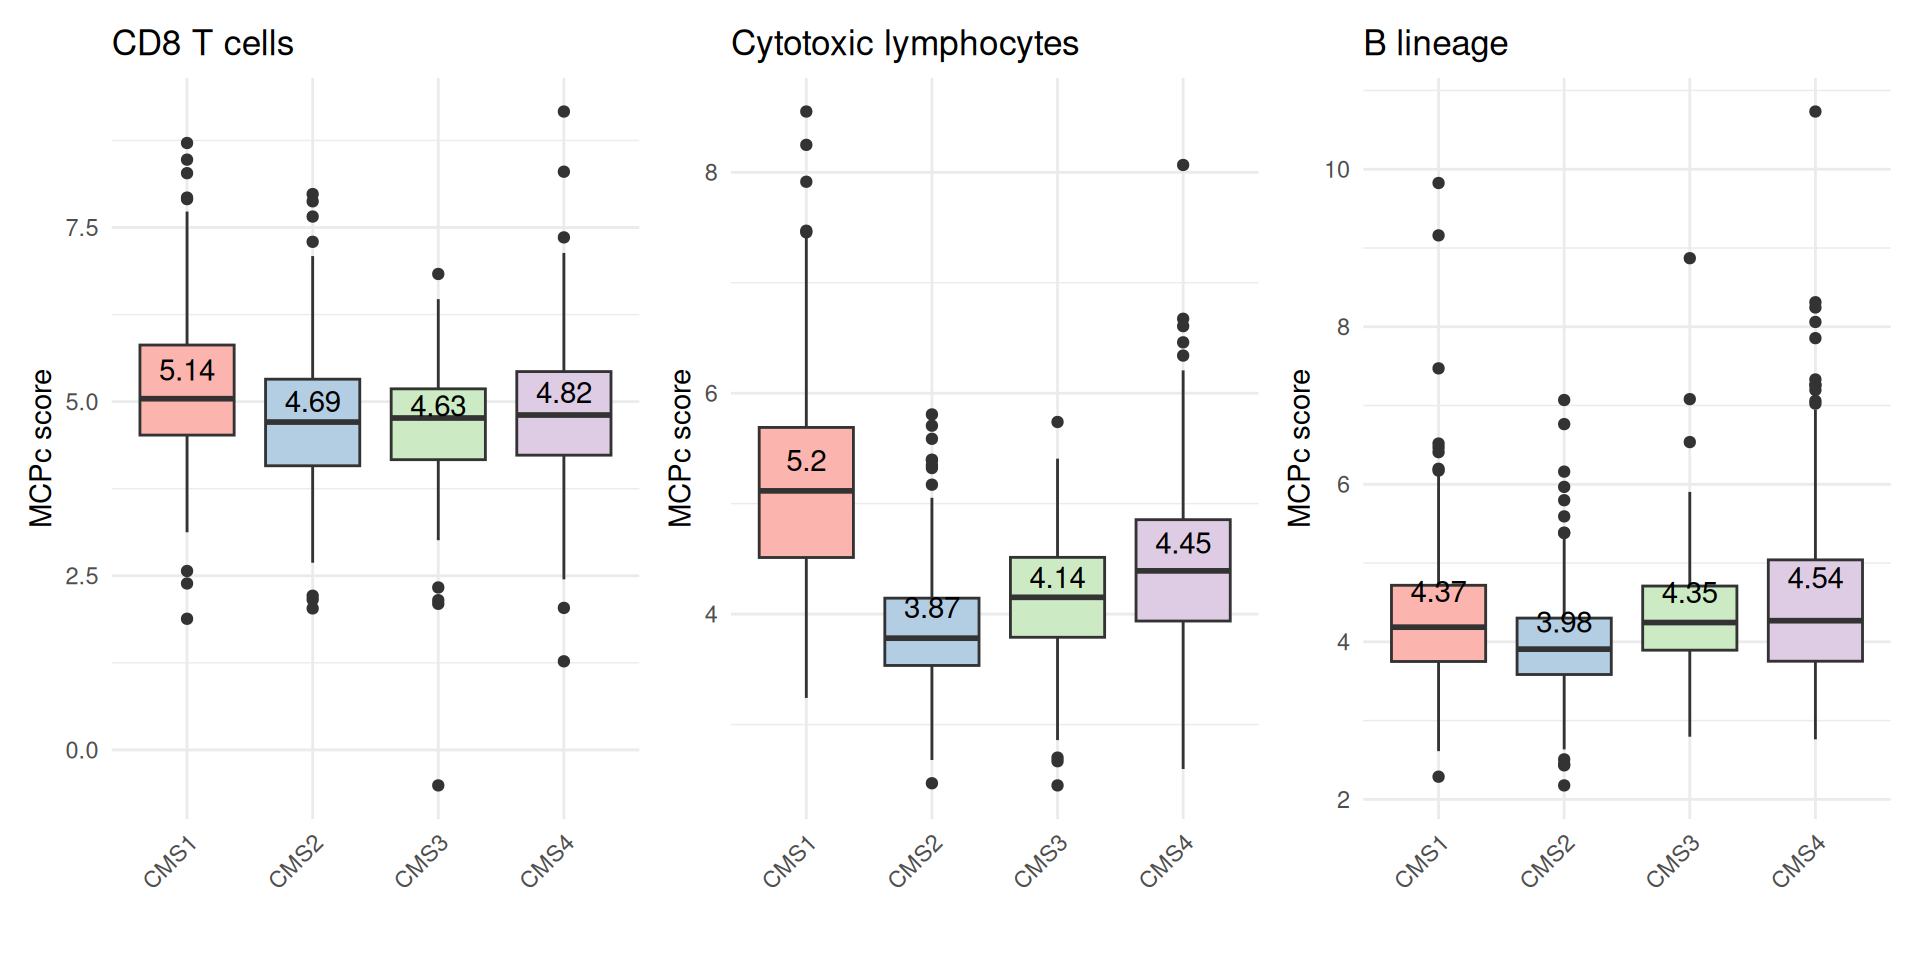 CD8 T cells
MCPc score
7.5
5.0
2.5
0.0
5.14
4.69
4.63
4.82
CMS1
CMS2
CMS3
CMS4
Cytotoxic lymphocytes
MCPc score
8
6
4
5.2
3.87
4.14
4.45
CMS1
CMS2
CMS3
CMS4
B lineage
MCPc score
10
8
6
4
2
4.37
3.98
4.35
4.54
CMS1
CMS2
CMS3
CMS4